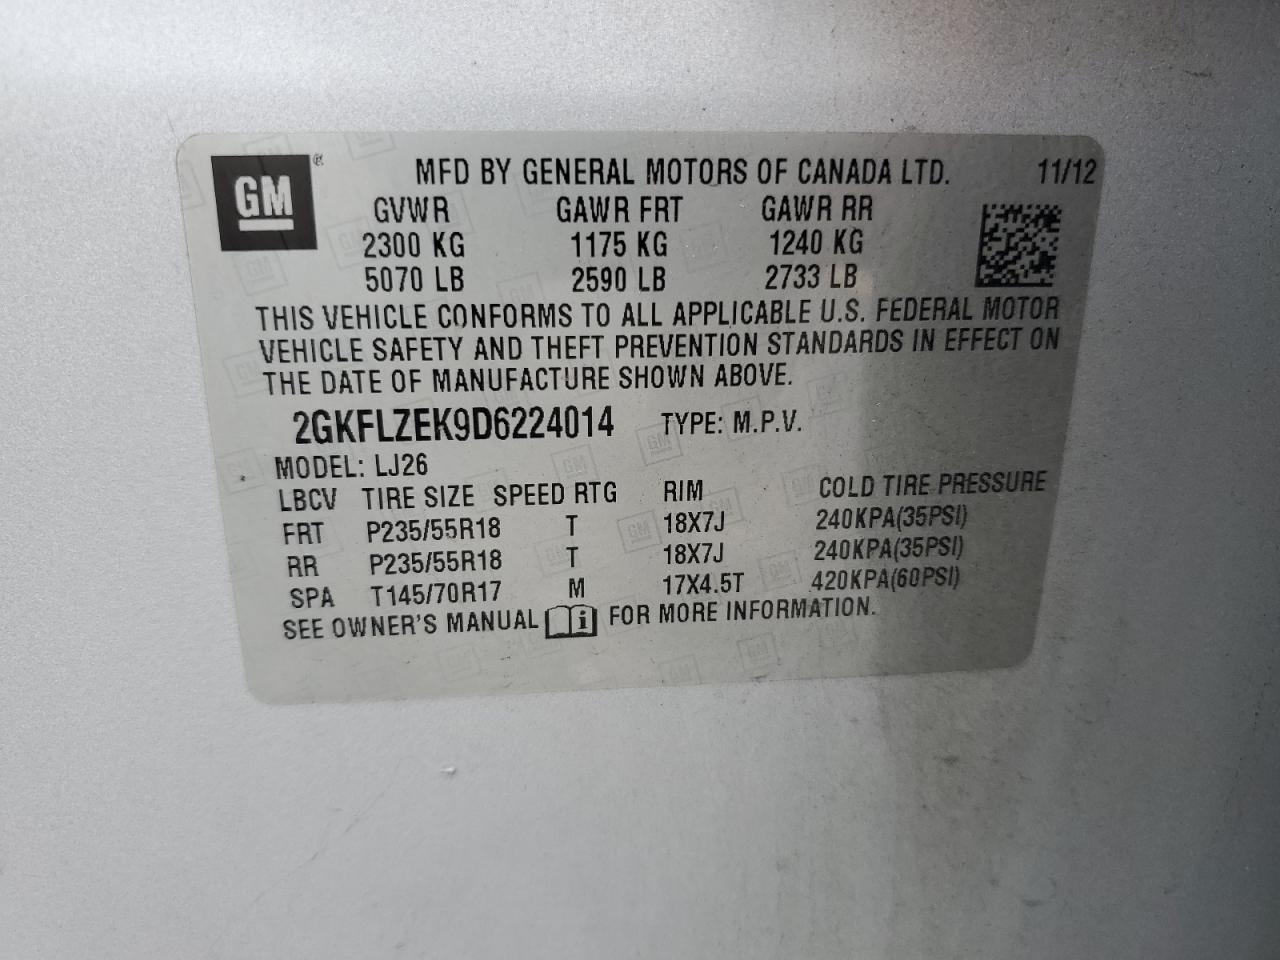 GM ®
MFD BY GENERAL MOTORS OF CANADA LTD. 11/12
GVWR GAWR FRT GAWR RR
2300 KG 1175 KG 1240 KG
5070 LB 2590 LB 2733 LB
THIS VEHICLE CONFORMS TO ALL APPLICABLE U.S. FEDERAL MOTOR
VEHICLE SAFETY AND THEFT PREVENTION STANDARDS IN EFFECT ON
THE DATE OF MANUFACTURE SHOWN ABOVE.
2GKFLZEK9D6224014 TYPE: M.P.V.
MODEL: LJ26
LBCV TIRE SIZE SPEED RTG RIM COLD TIRE PRESSURE
FRT P235/55R18 T 18X7J 240KPA(35PSI)
RR P235/55R18 T 18X7J 240KPA(35PSI)
SPA T145/70R17 M 17X4.5T 420KPA(60PSI)
SEE OWNER'S MANUAL i FOR MORE INFORMATION.